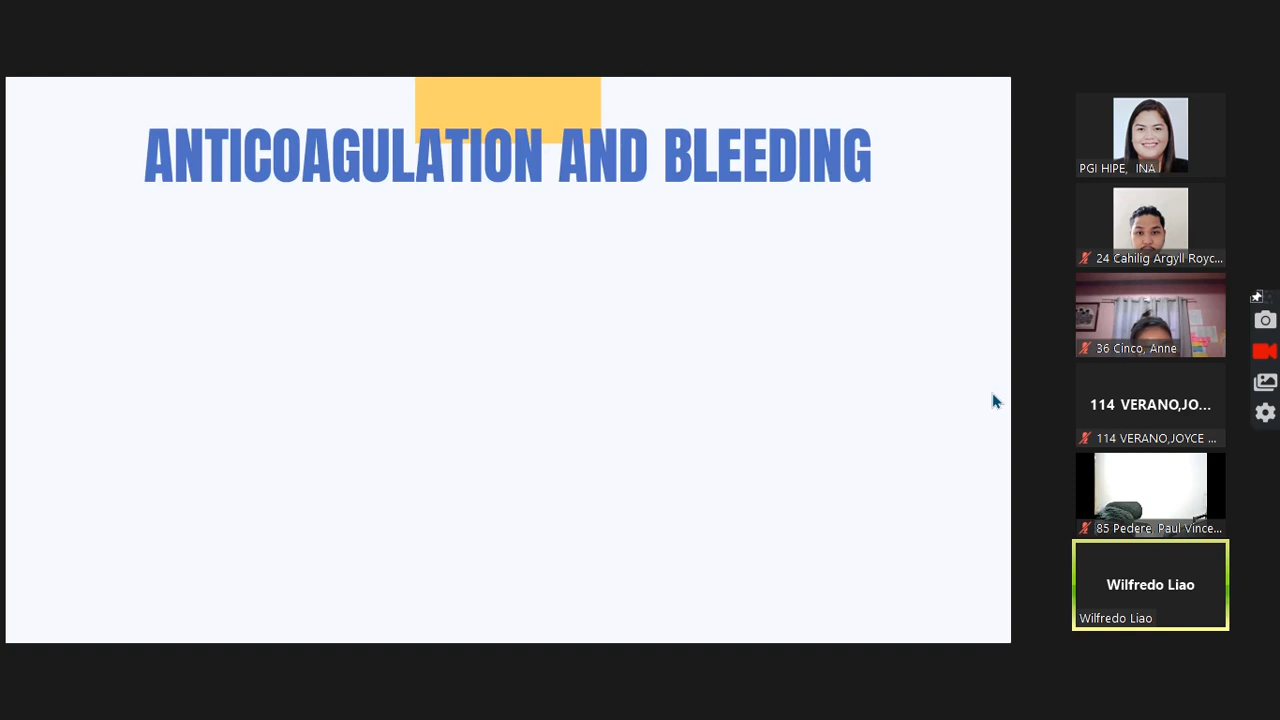 ANTICOAGULATION AND BLEEDING
PGI HIPE, INA
24 Cahilig Argyll Royc...
36 Cinco, Anne
114 VERANO,JO...
114 VERANO,JOYCE ...
85 Pedere, Paul Vince...
Wilfredo Liao
Wilfredo Liao